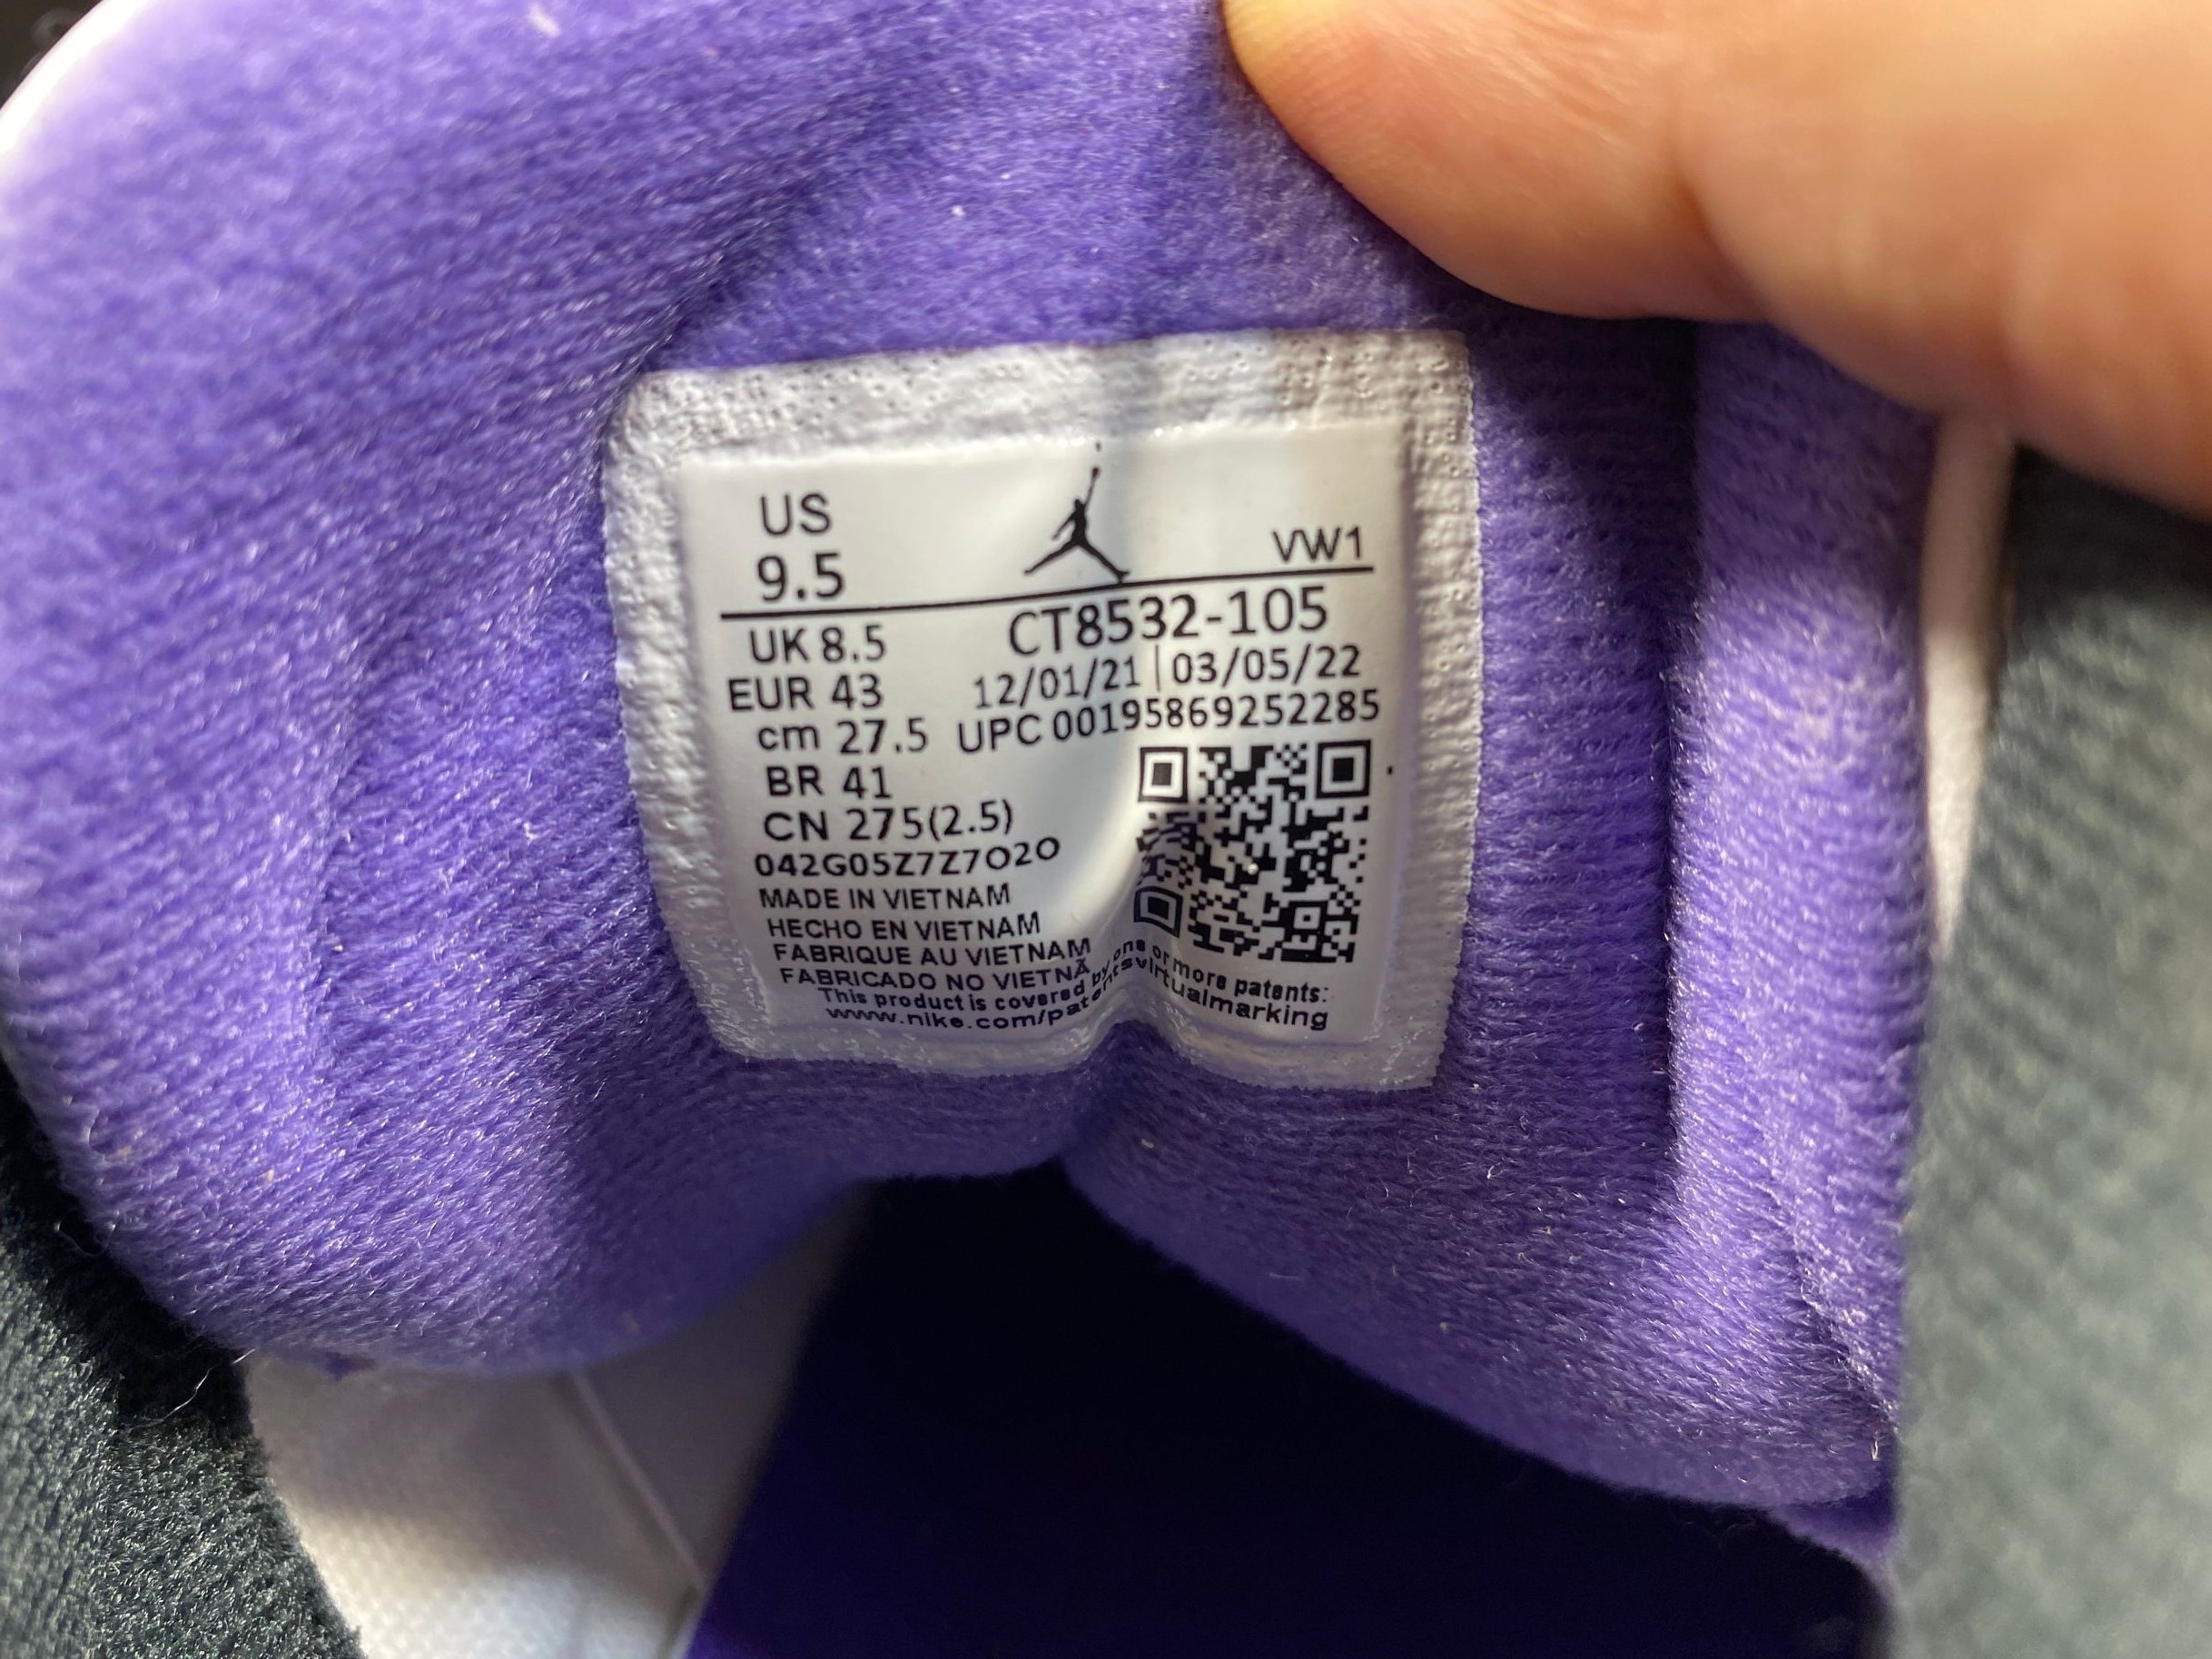 US
9.5
VW1
UK 8.5
CT8532-105
EUR 43
12/01/21 | 03/05/22
cm 27.5
UPC 00195869252285
BR 41
CN 275(2.5)
042G05Z7Z7O2O
MADE IN VIETNAM
HECHO EN VIETNAM
FABRIQUE AU VIETNAM
FABRICADO NO VIETNÃ
This product is covered by one or more patents:
www.nike.com/patentsvirtualmarking